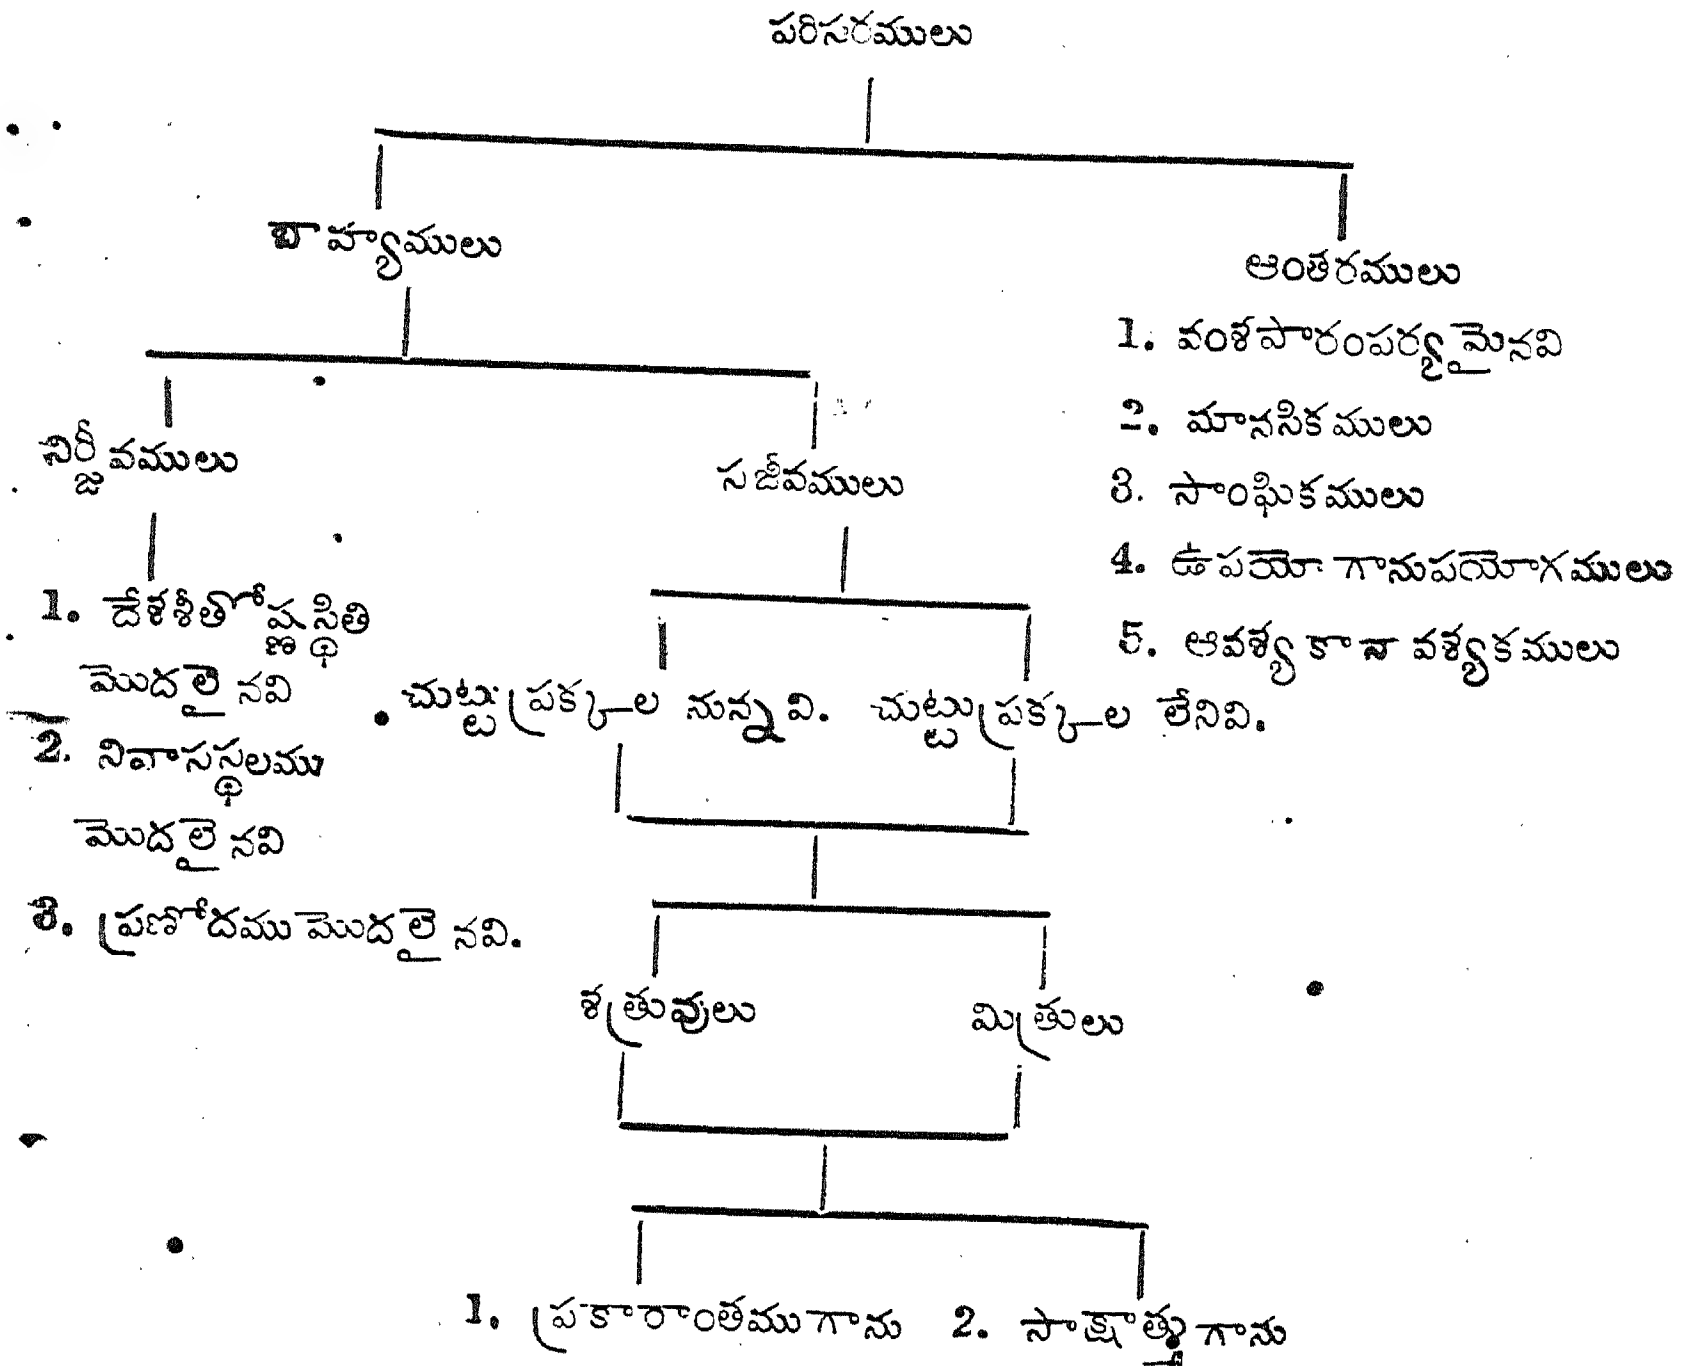 పరిసరములు
బాహ్యములు
ఆంతరములు
1. వంశపారంపర్యమైనవి
2. మానసికములు
3. సాంఘికములు
4. ఉపయోగానుపయోగములు
5. ఆవశ్యకానావశ్యకములు
నిర్జీవములు
సజీవములు
1. దేశశీతోష్ణస్థితి
మొదలైనవి
2. నివాసస్థలము
మొదలైనవి
3. ప్రణోదము మొదలైనవి.
చుట్టుప్రక్కల నున్నవి. చుట్టుప్రక్కల లేనివి.
శత్రువులు మిత్రులు
1. ప్రకారాంతముగాను 2. సాక్షాత్తుగాను